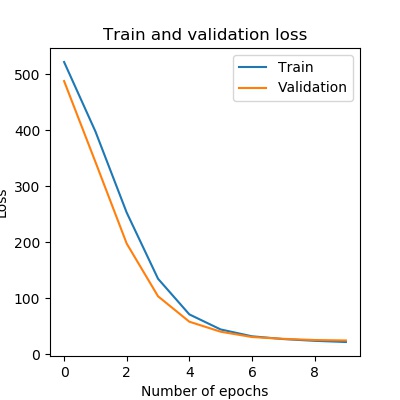 Train and validation loss
Train
Validation
500
400
300
200
100
0
Loss
0 2 4 6 8
Number of epochs